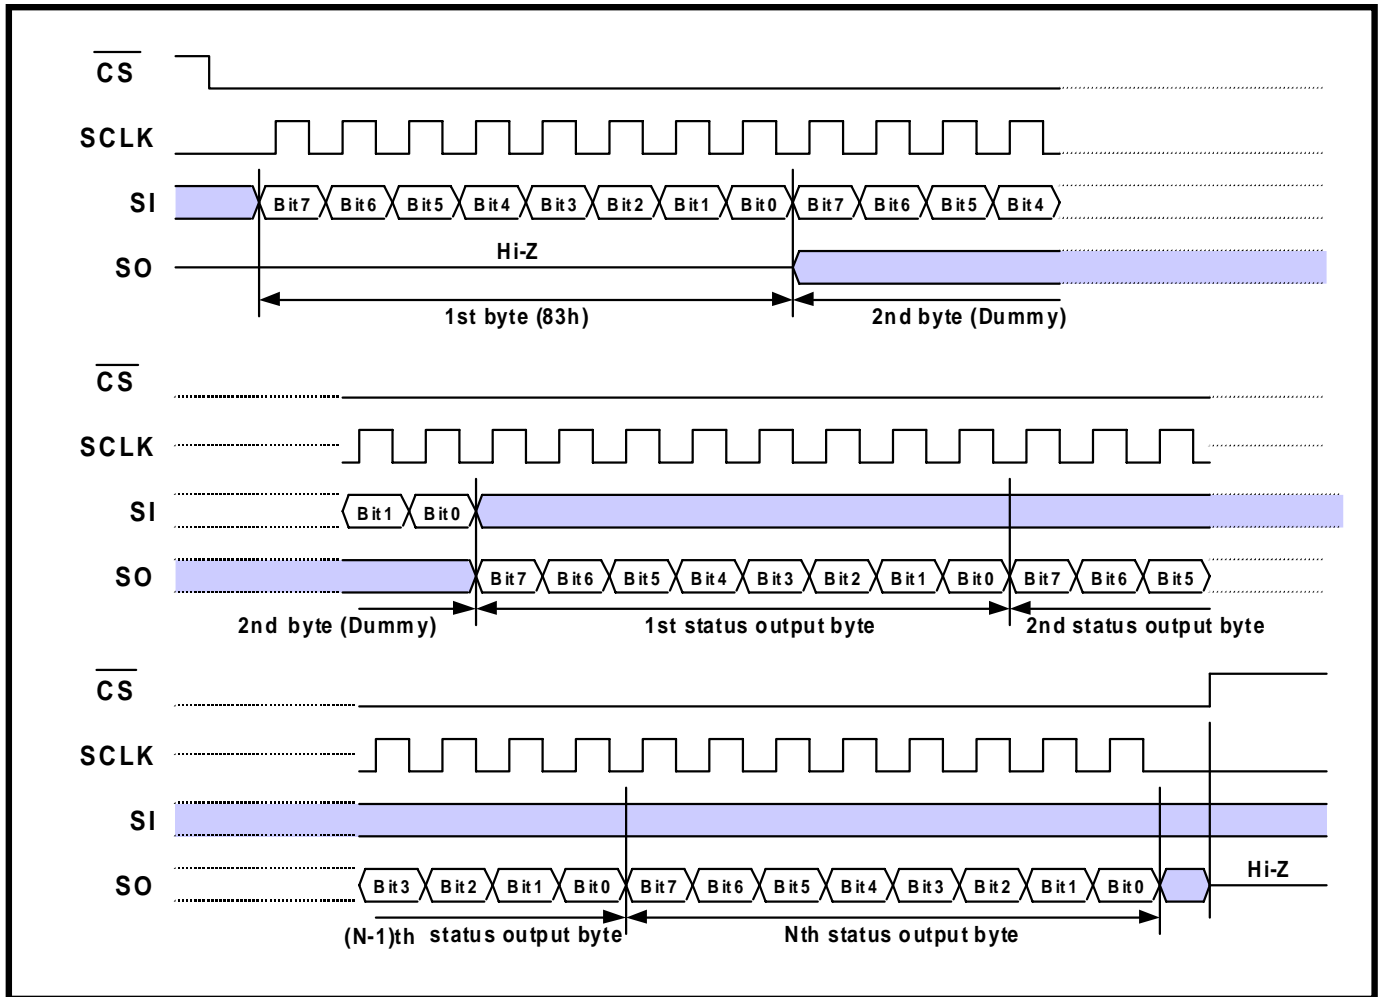 CS
SCLK
SI Bit7 Bit6 Bit5 Bit4 Bit3 Bit2 Bit1 Bit0 Bit7 Bit6 Bit5 Bit4
Hi-Z
SO
1st byte (83h) 2nd byte (Dummy)
CS
SCLK
SI Bit1 Bit0
SO Bit7 Bit6 Bit5 Bit4 Bit3 Bit2 Bit1 Bit0 Bit7 Bit6 Bit5
2nd byte (Dummy) 1st status output byte 2nd status output byte
CS
SCLK
SI
SO Bit3 Bit2 Bit1 Bit0 Bit7 Bit6 Bit5 Bit4 Bit3 Bit2 Bit1 Bit0 Hi-Z
(N-1)th status output byte Nth status output byte